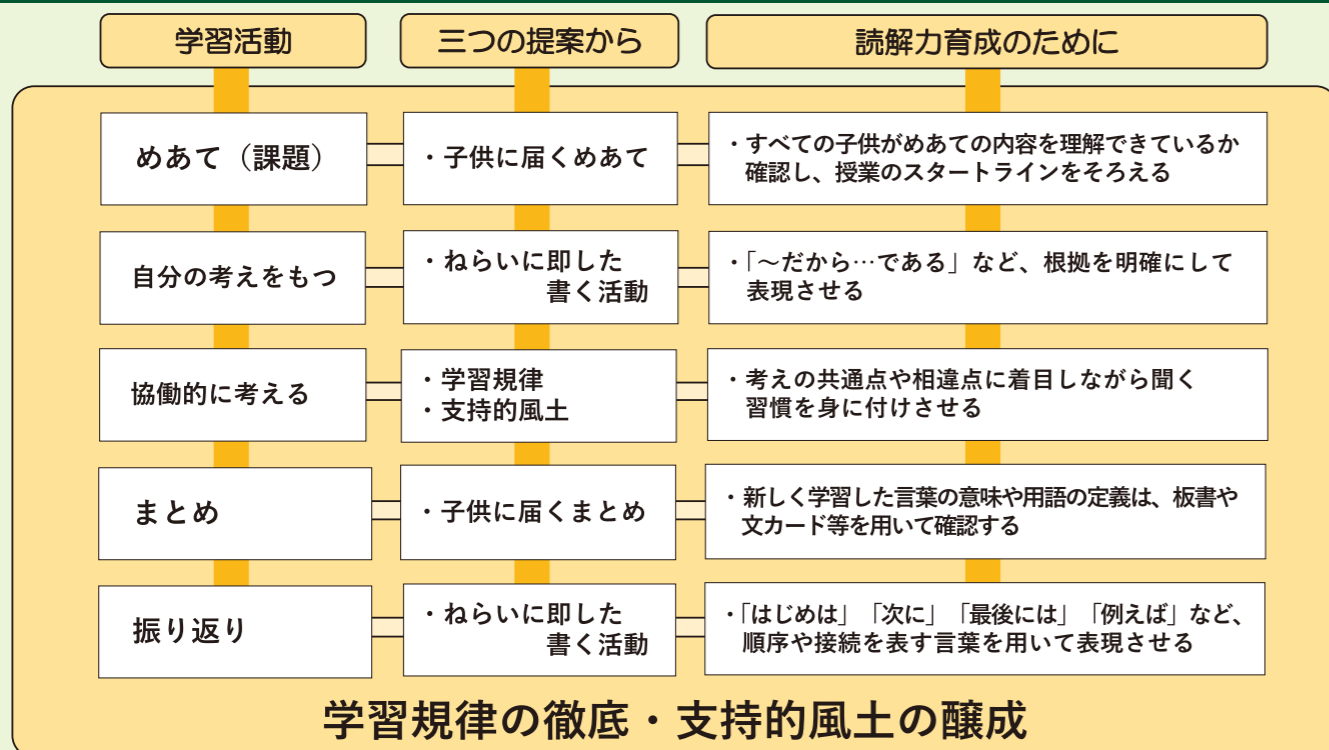 学習活動
三つの提案から
読解力育成のために
めあて（課題）
・子供に届くめあて
・すべての子供がめあての内容を理解できているか
確認し、授業のスタートラインをそろえる
自分の考えをもつ
・ねらいに即した
書く活動
・「～だから…である」など、根拠を明確にして
表現させる
協働的に考える
・学習規律
・支持的風土
・考えの共通点や相違点に着目しながら聞く
習慣を身に付けさせる
まとめ
・子供に届くまとめ
・新しく学習した言葉の意味や用語の定義は、板書や
文カード等を用いて確認する
振り返り
・ねらいに即した
書く活動
・「はじめは」「次に」「最後には」「例えば」など、
順序や接続を表す言葉を用いて表現させる
学習規律の徹底・支持的風土の醸成